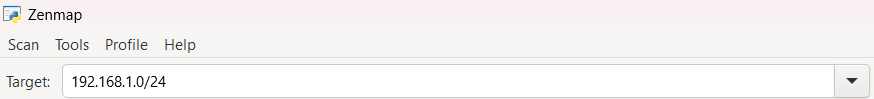 Zenmap
Scan Tools Profile Help
Target: 192.168.1.0/24